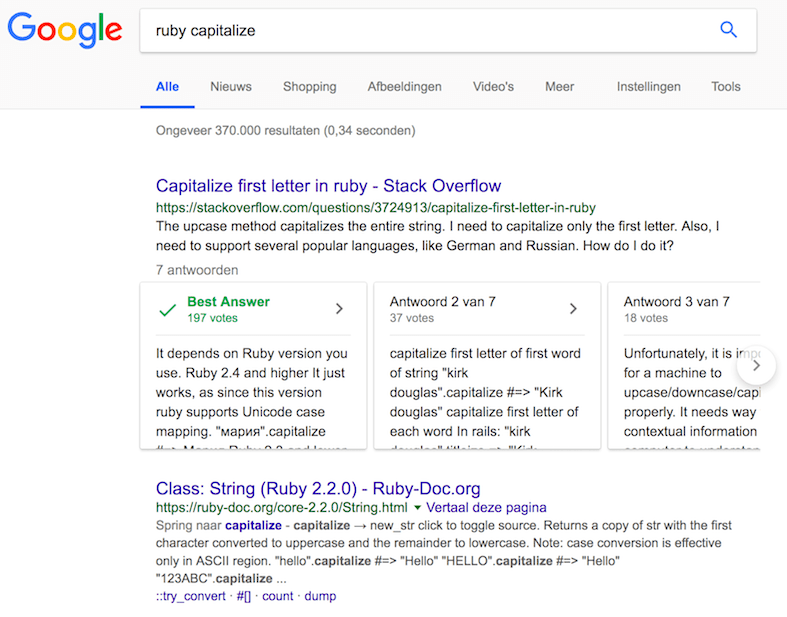 Google
ruby capitalize
Alle Nieuws Shopping Afbeeldingen Video's Meer Instellingen Tools
Ongeveer 370.000 resultaten (0,34 seconden)
Capitalize first letter in ruby - Stack Overflow
https://stackoverflow.com/questions/3724913/capitalize-first-letter-in-ruby
The upcase method capitalizes the entire string. I need to capitalize only the first letter. Also, I
need to support several popular languages, like German and Russian. How do I do it?
7 antwoorden
Best Answer
197 votes
It depends on Ruby version you
use. Ruby 2.4 and higher It just
works, as since this version
ruby supports Unicode case
mapping. "мария".capitalize
Antwoord 2 van 7
37 votes
capitalize first letter of first word
of string "kirk
douglas".capitalize #=> "Kirk
douglas" capitalize first letter of
each word In rails: "kirk
Antwoord 3 van 7
18 votes
Unfortunately, it is
for a machine to
upcase/downcase/cap
properly. It needs way
contextual information
Class: String (Ruby 2.2.0) - Ruby-Doc.org
https://ruby-doc.org/core-2.2.0/String.html ▾ Vertaal deze pagina
Spring naar capitalize - capitalize → new_str click to toggle source. Returns a copy of str with the first
character converted to uppercase and the remainder to lowercase. Note: case conversion is effective
only in ASCII region. "hello".capitalize #=> "Hello" "HELLO".capitalize #=> "Hello"
"123ABC".capitalize ...
::try_convert · #[] · count · dump